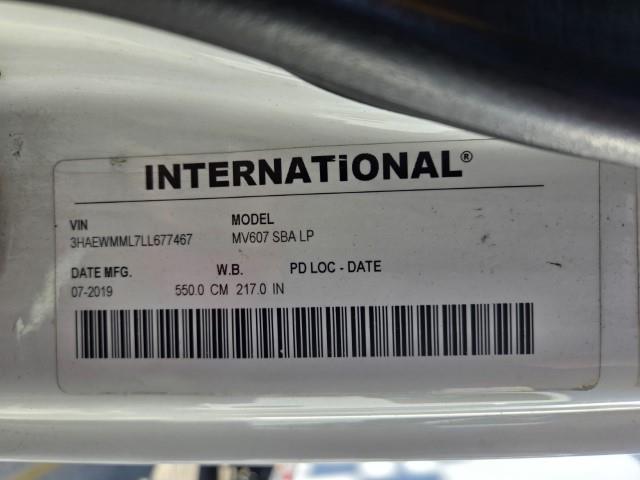 INTERNATiONAL®
VIN MODEL
3HAEWMML7LL677467 MV607 SBA LP
DATE MFG. W.B. PD LOC - DATE
07-2019 550.0 CM 217.0 IN